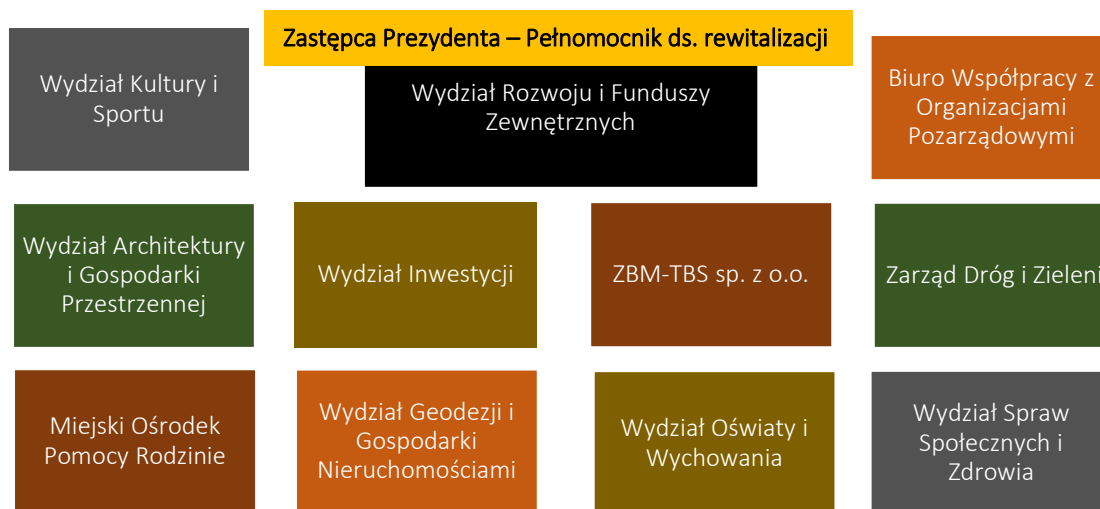 Zastępca Prezydenta – Pełnomocnik ds. rewitalizacji
Wydział Kultury i
Sportu
Wydział Rozwoju i Funduszy
Zewnętrznych
Biuro Współpracy z
Organizacjami
Pozarządowymi
Wydział Architektury
i Gospodarki
Przestrzennej
Wydział Inwestycji
ZBM-TBS sp. z o.o.
Zarząd Dróg i Zieleni
Miejski Ośrodek
Pomocy Rodzinie
Wydział Geodezji i
Gospodarki
Nieruchomościami
Wydział Oświaty i
Wychowania
Wydział Spraw
Społecznych i
Zdrowia